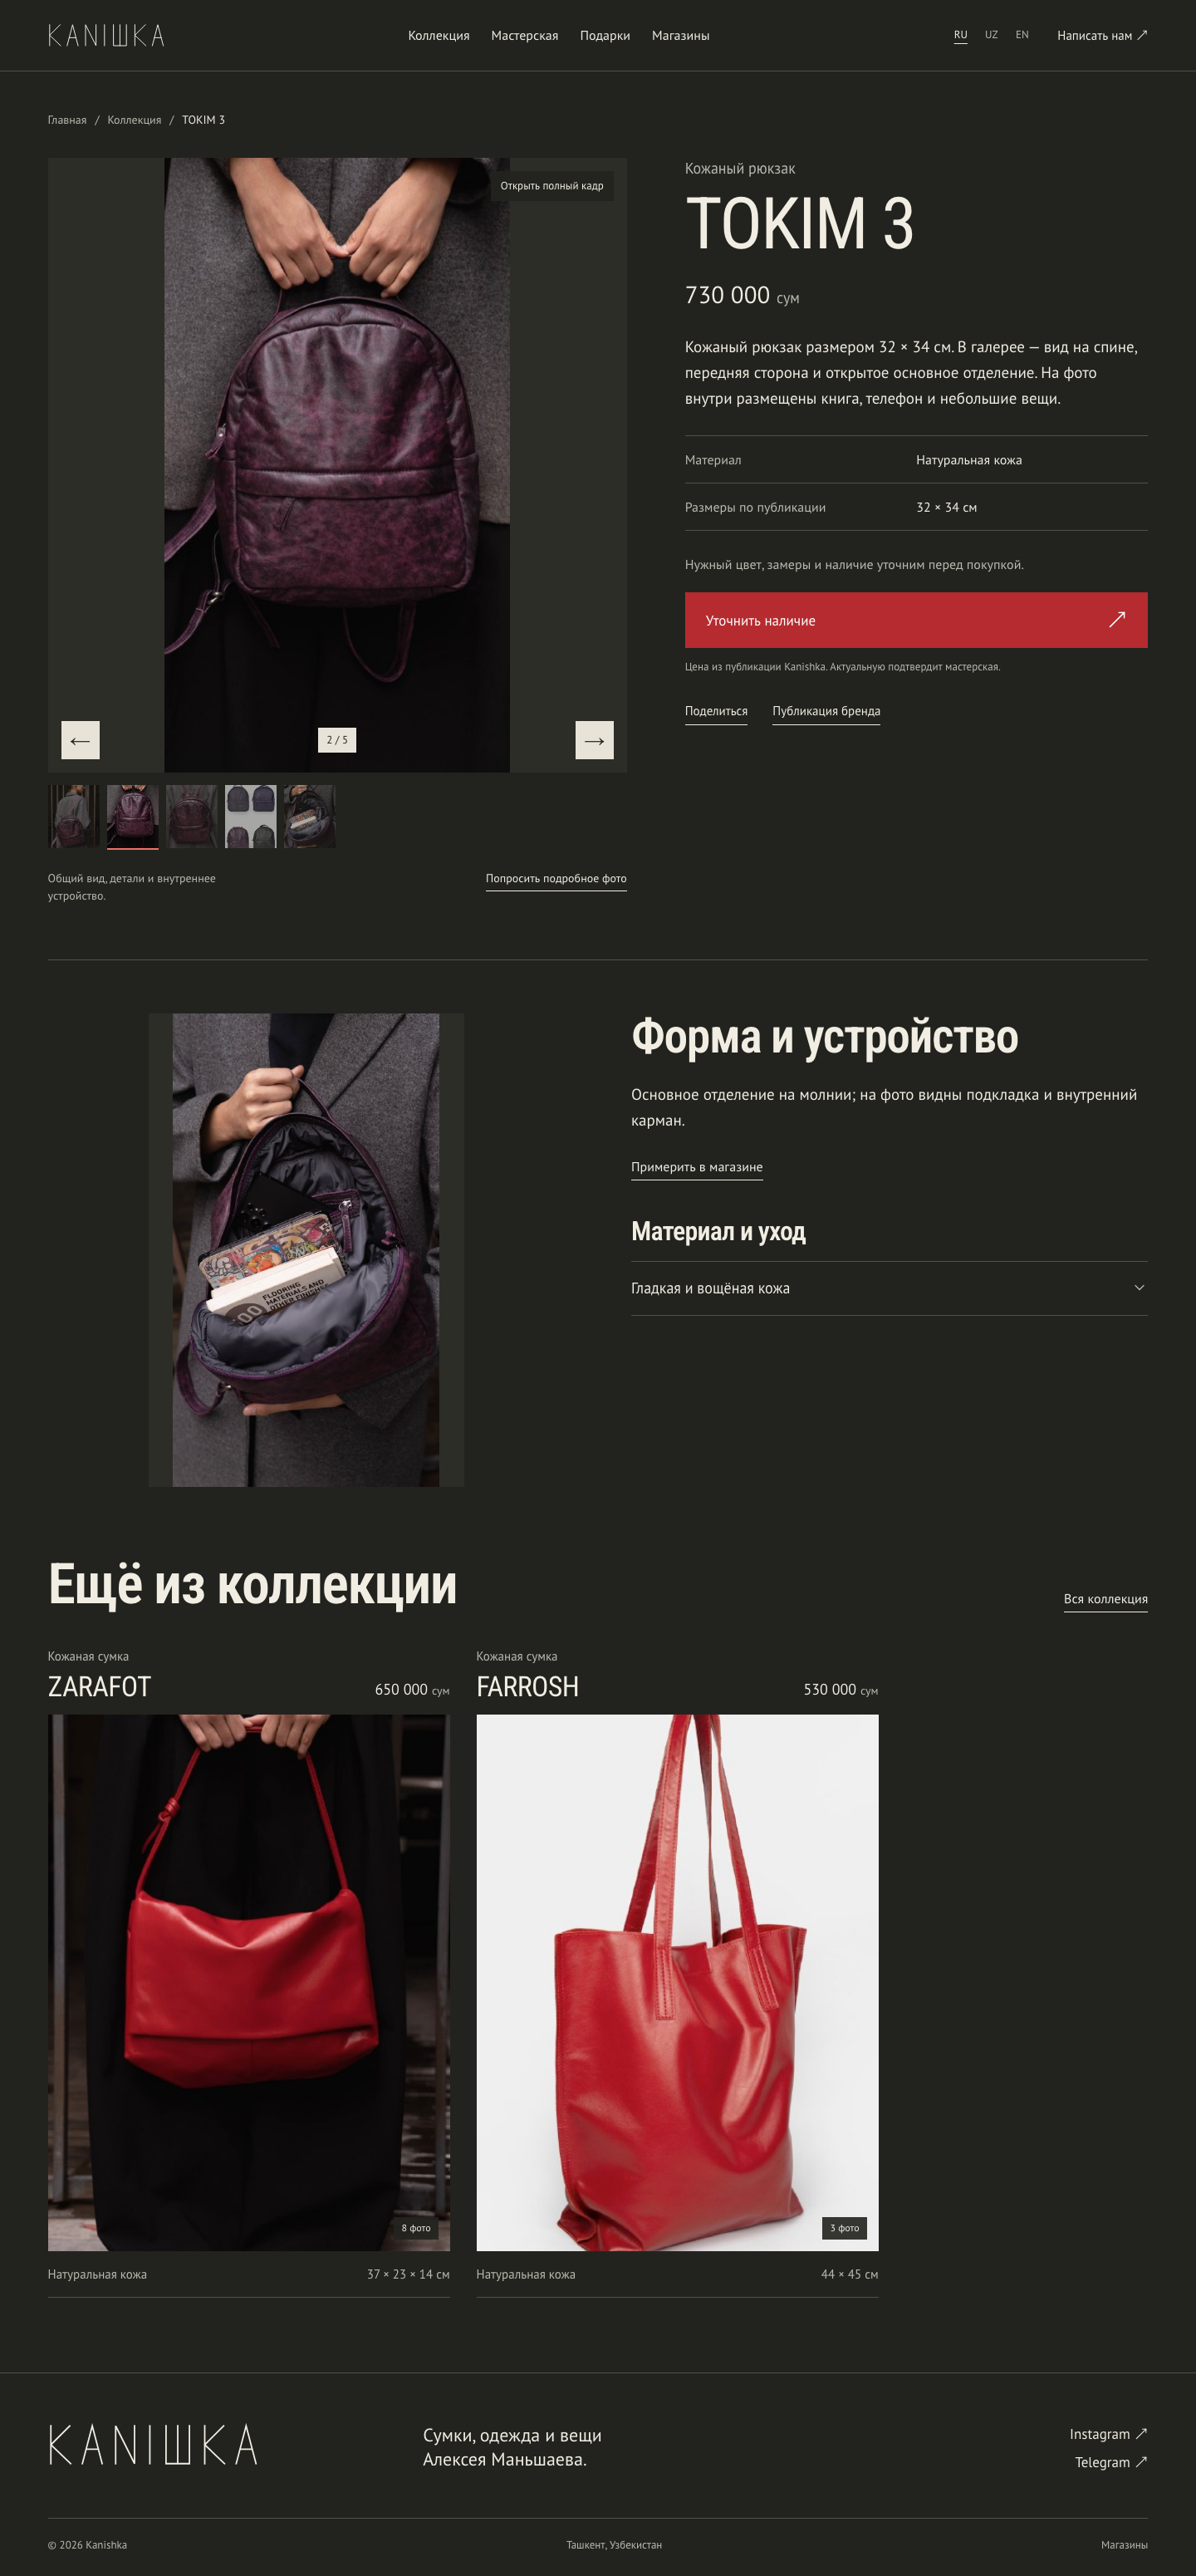 KANIШKA
Коллекция Мастерская Подарки Магазины
RU UZ EN Написать нам ↗
Главная / Коллекция / TOKIM 3
Открыть полный кадр
← 2 / 5 →
Кожаный рюкзак
TOKIM 3
730 000 сум
Кожаный рюкзак размером 32 × 34 см. В галерее — вид на спине,
передняя сторона и открытое основное отделение. На фото
внутри размещены книга, телефон и небольшие вещи.
Материал Натуральная кожа
Размеры по публикации 32 × 34 см
Нужный цвет, замеры и наличие уточним перед покупкой.
Уточнить наличие ↗
Цена из публикации Kanishka. Актуальную подтвердит мастерская.
Поделиться Публикация бренда
Общий вид, детали и внутреннее
устройство.
Попросить подробное фото
FLOORING
MATERIALS AND
OTHER FINISHES
Форма и устройство
Основное отделение на молнии; на фото видны подкладка и внутренний
карман.
Примерить в магазине
Материал и уход
Гладкая и вощёная кожа
Ещё из коллекции
Вся коллекция
Кожаная сумка
ZARAFOT 650 000 сум
8 фото
Натуральная кожа 37 × 23 × 14 см
Кожаная сумка
FARROSH 530 000 сум
3 фото
Натуральная кожа 44 × 45 см
KANIШKA
Сумки, одежда и вещи
Алексея Маньшаева.
Instagram ↗
Telegram ↗
© 2026 Kanishka
Ташкент, Узбекистан
Магазины